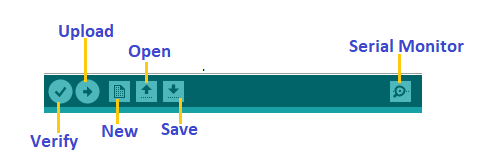 Upload
Open
Serial Monitor
Verify
New
Save